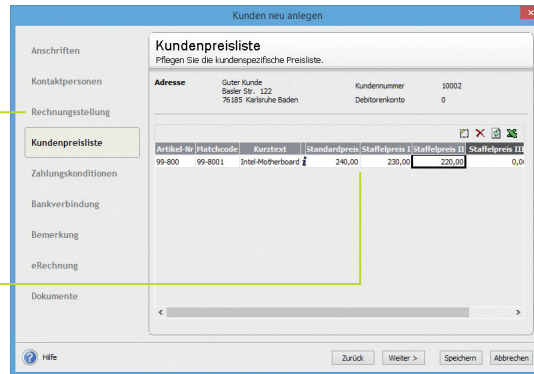 Kunden neu anlegen
Anschriften
Kontaktpersonen
Rechnungsstellung
Kundenpreisliste
Zahlungskonditionen
Bankverbindung
Bemerkung
eRechnung
Dokumente
Kundenpreisliste
Pflegen Sie die kundenspezifische Preisliste.
Adresse Guter Kunde Kundennummer 10002
Basler Str. 122
76185 Karlsruhe Baden Debitorenkonto 0
Artikel-Nr Matchcode Kurztext Standardpreis Staffelpreis I Staffelpreis II Staffelpreis III
99-800 99-8001 Intel-Motherboard i 240,00 230,00 220,00 0,0
Hilfe Zurück Weiter > Speichern Abbrechen